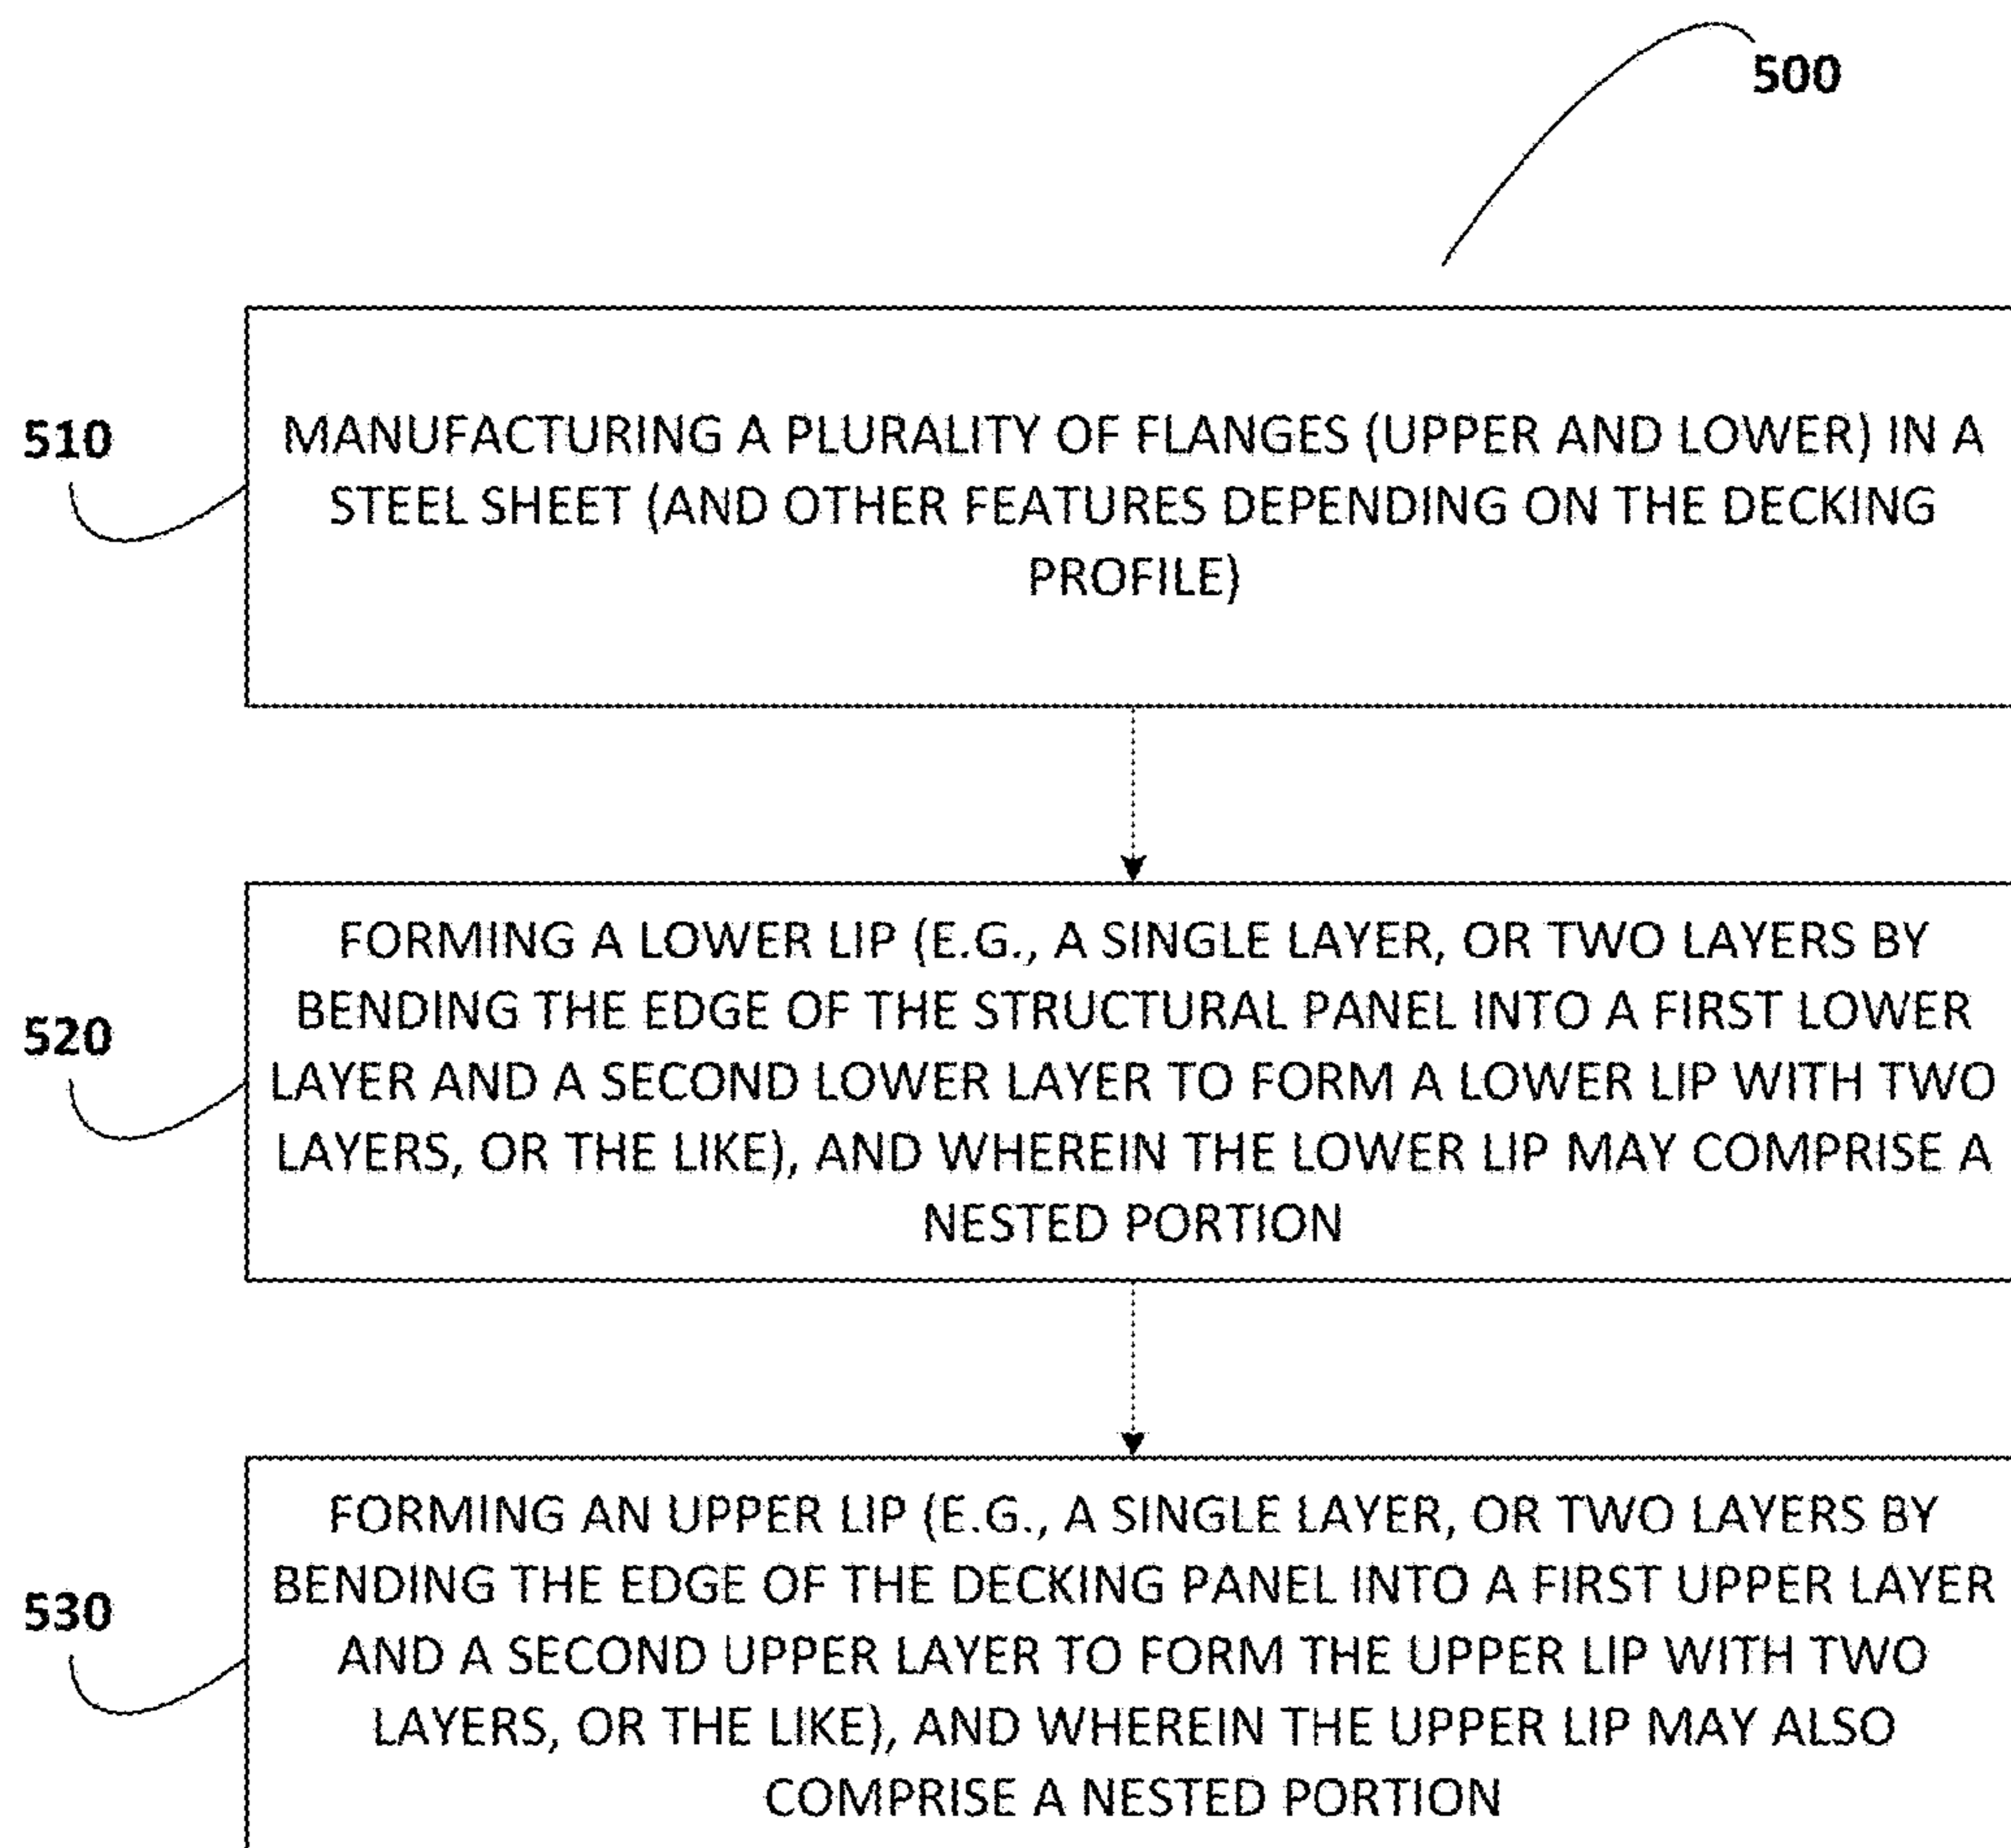 500
510
MANUFACTURING A PLURALITY OF FLANGES (UPPER AND LOWER) IN A
STEEL SHEET (AND OTHER FEATURES DEPENDING ON THE DECKING
PROFILE)
520
FORMING A LOWER LIP (E.G., A SINGLE LAYER, OR TWO LAYERS BY
BENDING THE EDGE OF THE STRUCTURAL PANEL INTO A FIRST LOWER
LAYER AND A SECOND LOWER LAYER TO FORM A LOWER LIP WITH TWO
LAYERS, OR THE LIKE), AND WHEREIN THE LOWER LIP MAY COMPRISE A
NESTED PORTION
530
FORMING AN UPPER LIP (E.G., A SINGLE LAYER, OR TWO LAYERS BY
BENDING THE EDGE OF THE DECKING PANEL INTO A FIRST UPPER LAYER
AND A SECOND UPPER LAYER TO FORM THE UPPER LIP WITH TWO
LAYERS, OR THE LIKE), AND WHEREIN THE UPPER LIP MAY ALSO
COMPRISE A NESTED PORTION